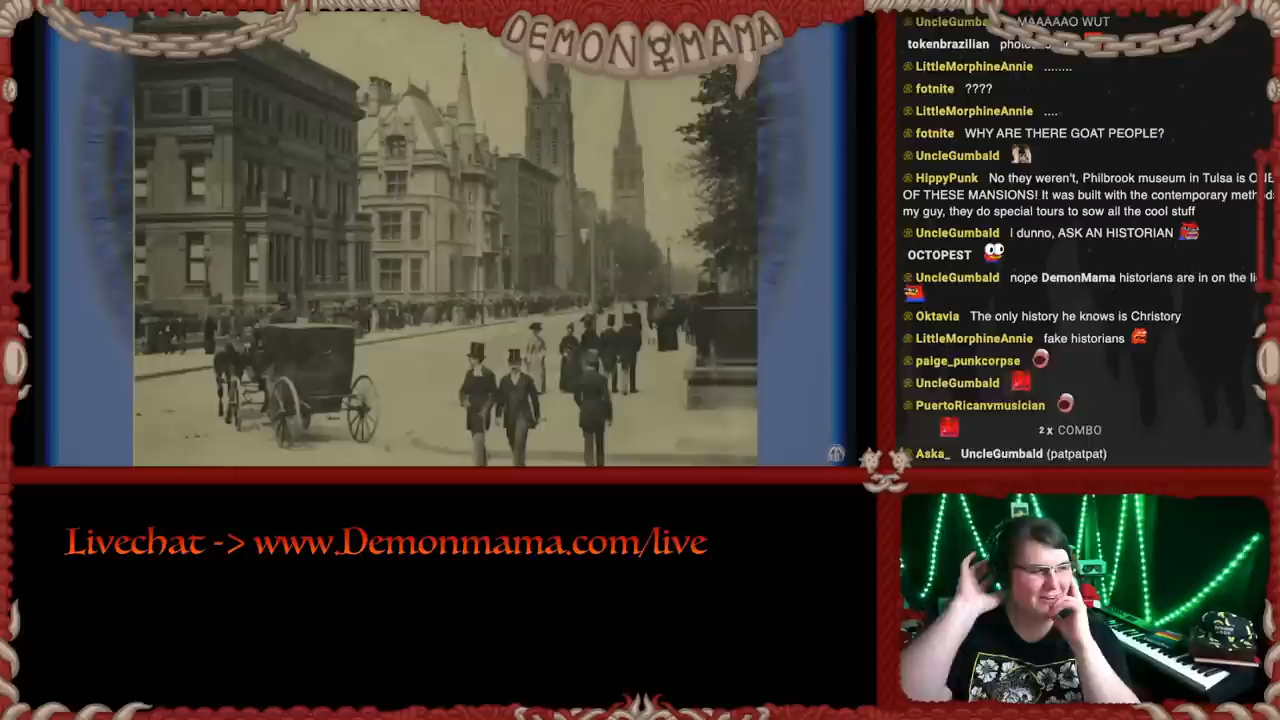 DEMON MAMA
UncleGumba MAAAAAO WUT
tokenbrazilian
LittleMorphineAnnie ........
fotnite ????
LittleMorphineAnnie ....
fotnite WHY ARE THERE GOAT PEOPLE?
UncleGumbald
HippyPunk No they weren't, Philbrook museum in Tulsa is ONE
OF THESE MANSIONS! It was built with the contemporary
my guy, they do special tours to sow all the cool stuff
UncleGumbald i dunno, ASK AN HISTORIAN
OCTOPEST
UncleGumbald nope DemonMama historians are in on the
Oktavia The only history he knows is Christory
LittleMorphineAnnie fake historians
paige_punkcorpse
UncleGumbald
PuertoRicanvmusician
2 x COMBO
Aska_ UncleGumbald (patpatpat)
Livechat -> www.Demonmama.com/live